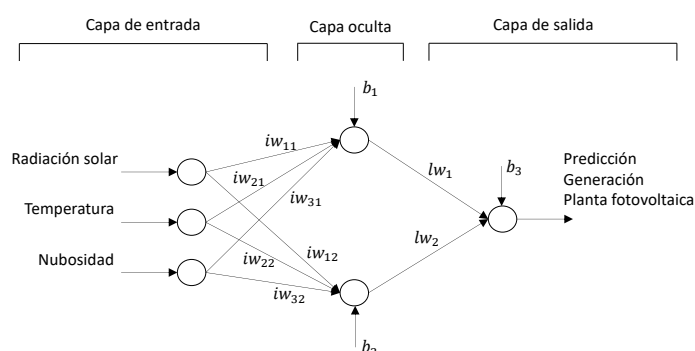 Capa de entrada
Capa oculta
Capa de salida
b₁
iw₁₁
Radiación solar
iw₂₁
lw₁
b₃
Predicción
Generación
Planta fotovoltaica
iw₃₁
Temperatura
lw₂
iw₁₂
Nubosidad
iw₂₂
iw₃₂